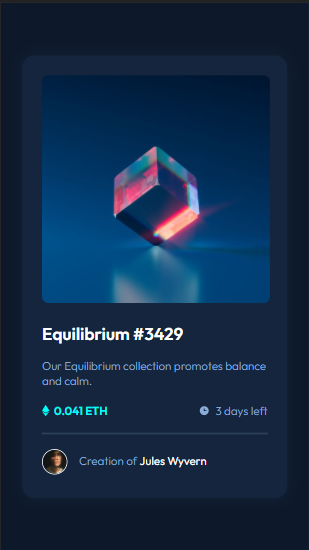 Equilibrium #3429
Our Equilibrium collection promotes balance
and calm.
0.041 ETH 3 days left
Creation of Jules Wyvern